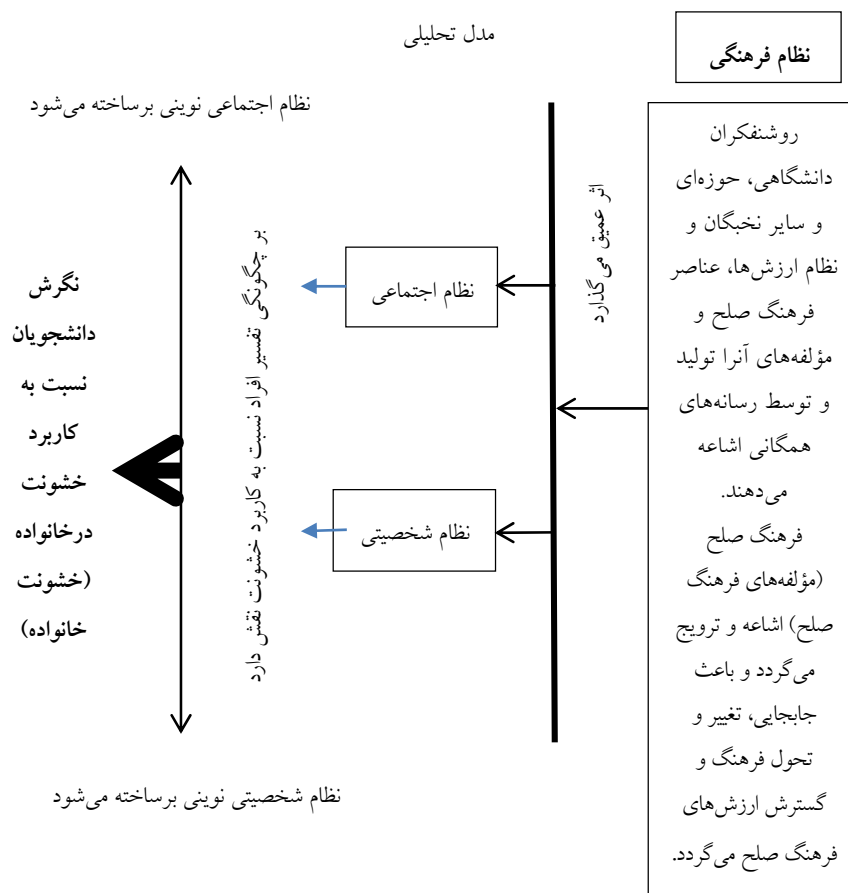 مدل تحلیلی
نظام فرهنگی
روشنفکران
دانشگاهی، حوزه‌ای
و سایر نخبگان و
نظام ارزش‌ها، عناصر
فرهنگ صلح و
مؤلفه‌های آنرا تولید
و توسط رسانه‌های
همگانی اشاعه
می‌دهند.
فرهنگ صلح
(مؤلفه‌های فرهنگ
صلح) اشاعه و ترویج
می‌گردد و باعث
جابجایی، تغییر و
تحول فرهنگ و
گسترش ارزش‌های
فرهنگ صلح می‌گردد.
اثر عمیق می‌گذارد
نظام اجتماعی
نظام شخصیتی
بر چگونگی تفسیر افراد نسبت به کاربرد خشونت نقش دارد
نظام اجتماعی نوینی برساخته می‌شود
نظام شخصیتی نوینی برساخته می‌شود
نگرش
دانشجویان
نسبت به
کاربرد
خشونت
درخانواده
(خشونت
خانواده)